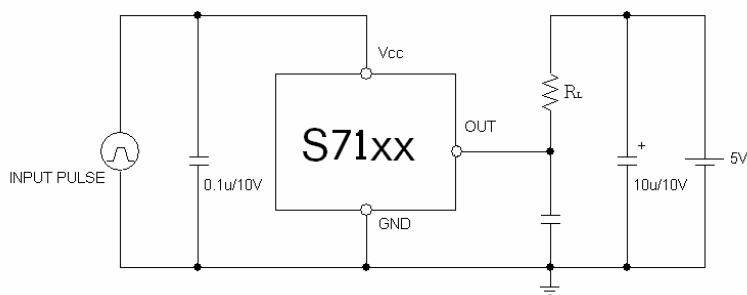 Vcc
RL
OUT
S71xx
+
5V
INPUT PULSE
0.1u/10V
10u/10V
GND